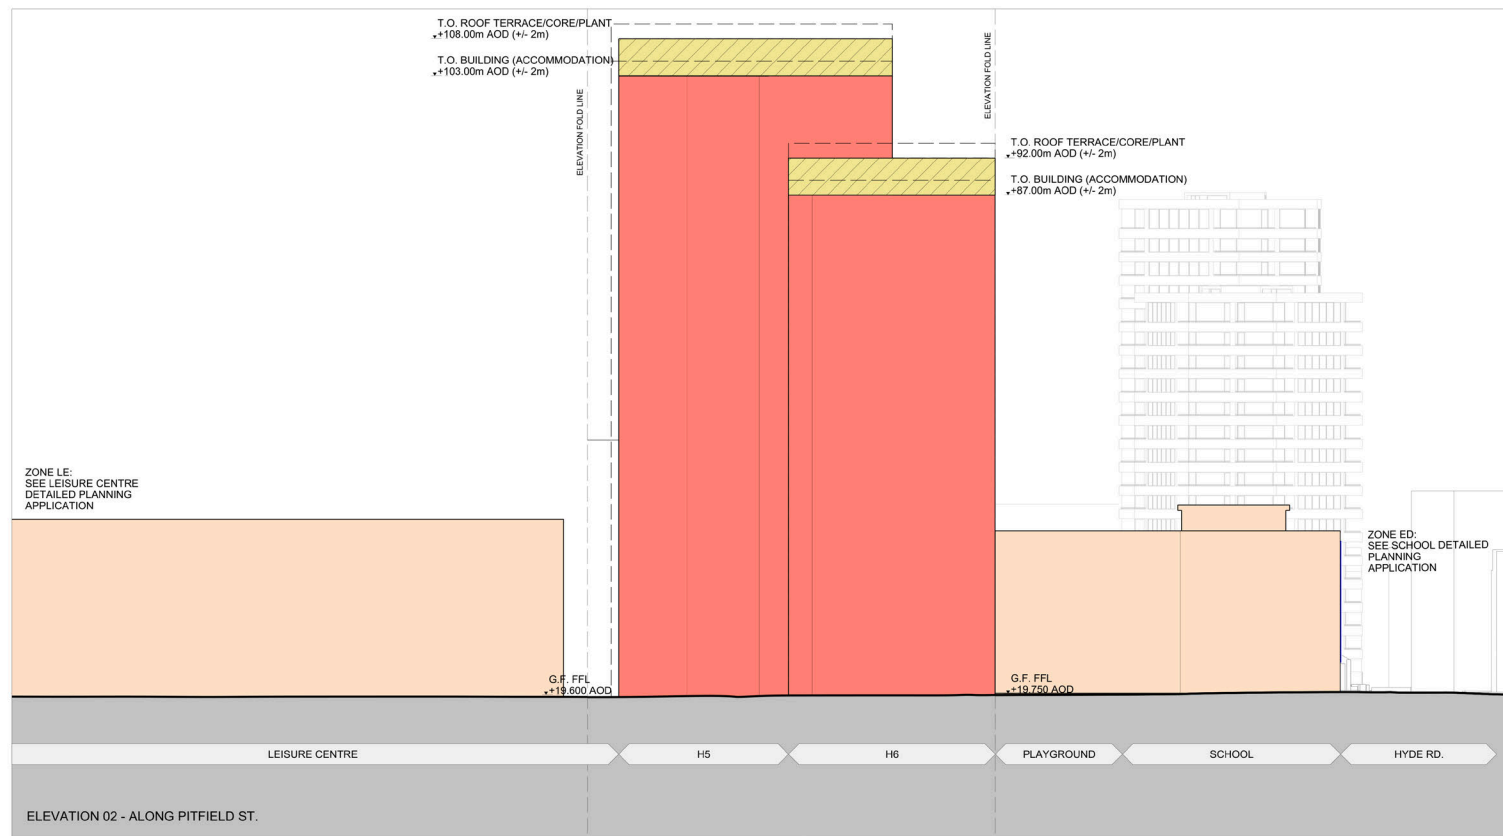 T.O. ROOF TERRACE/CORE/PLANT
+108.00m AOD (+/- 2m)
T.O. BUILDING (ACCOMMODATION)
+103.00m AOD (+/- 2m)
ELEVATION FOLD LINE
ELEVATION FOLD LINE
T.O. ROOF TERRACE/CORE/PLANT
+92.00m AOD (+/- 2m)
T.O. BUILDING (ACCOMMODATION)
+87.00m AOD (+/- 2m)
ZONE LE:
SEE LEISURE CENTRE
DETAILED PLANNING
APPLICATION
ZONE ED:
SEE SCHOOL DETAILED
PLANNING
APPLICATION
G.F. FFL
+19.600 AOD
G.F. FFL
+19.750 AOD
LEISURE CENTRE
H5
H6
PLAYGROUND
SCHOOL
HYDE RD.
ELEVATION 02 - ALONG PITFIELD ST.